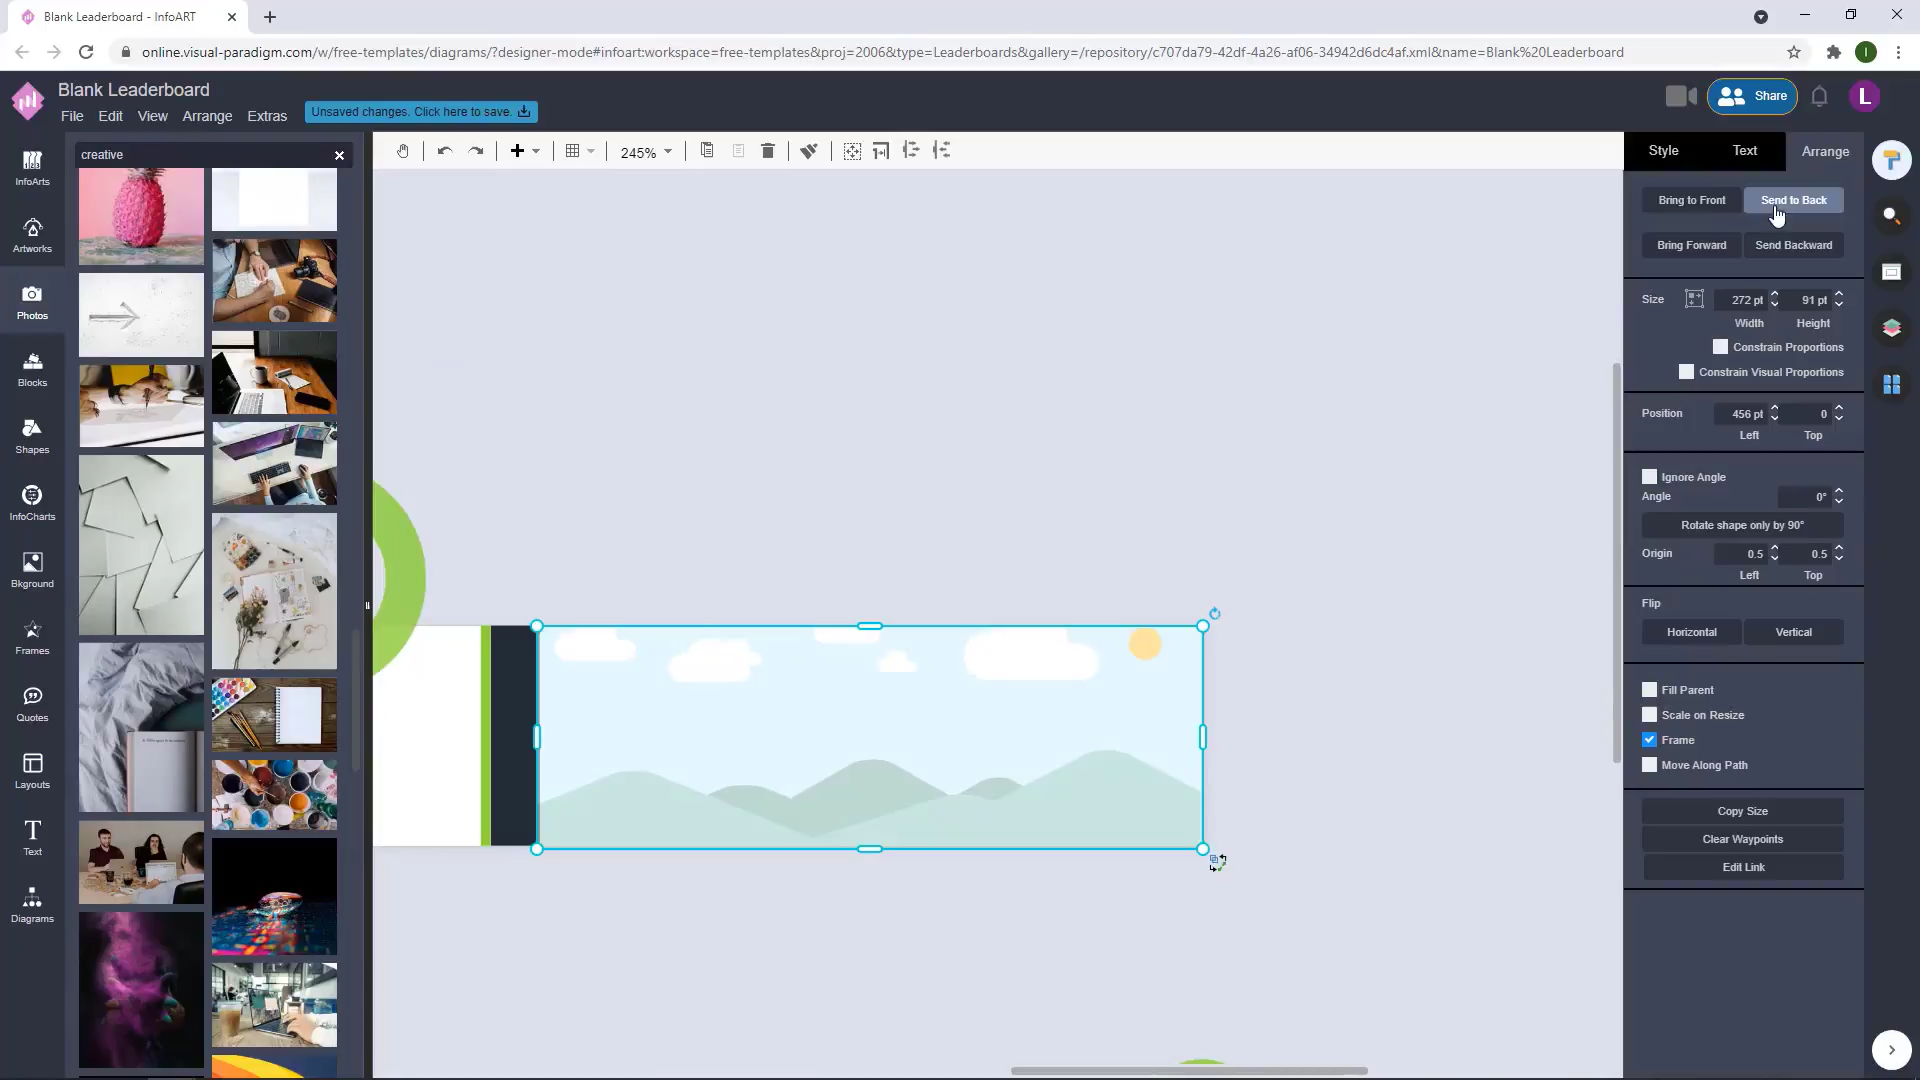 Blank Leaderboard - InfoART
online.visual-paradigm.com/w/free-templates/diagrams/?designer-mode#infoart:workspace=free-templates&proj=2006&type=Leaderboards&gallery=/repository/c707da79-42df-4a26-af06-34942d6dc4af.xml&name=Blank%20Leaderboard
I
Blank Leaderboard
File Edit View Arrange Extras
Unsaved changes. Click here to save.
Share
L
creative
245%
Style Text Arrange
InfoArts
Artworks
Photos
Blocks
Shapes
InfoCharts
Bkground
Frames
Quotes
Layouts
T
Text
Diagrams
Bring to Front Send to Back
Bring Forward Send Backward
Size 272 pt 91 pt
Width Height
Constrain Proportions
Constrain Visual Proportions
Position 456 pt 0
Left Top
Ignore Angle
Angle 0°
Rotate shape only by 90°
Origin 0.5 0.5
Left Top
Flip
Horizontal Vertical
Fill Parent
Scale on Resize
Frame
Move Along Path
Copy Size
Clear Waypoints
Edit Link